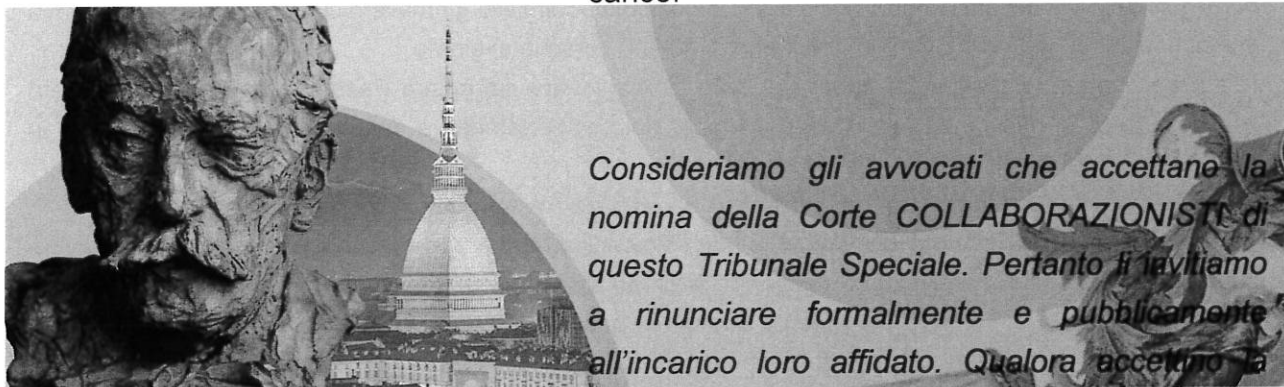 Consideriamo gli avvocati che accettano la
nomina della Corte COLLABORAZIONISTI di
questo Tribunale Speciale. Pertanto li invitiamo
a rinunciare formalmente e pubblicamente
all'incarico loro affidato. Qualora accettino la